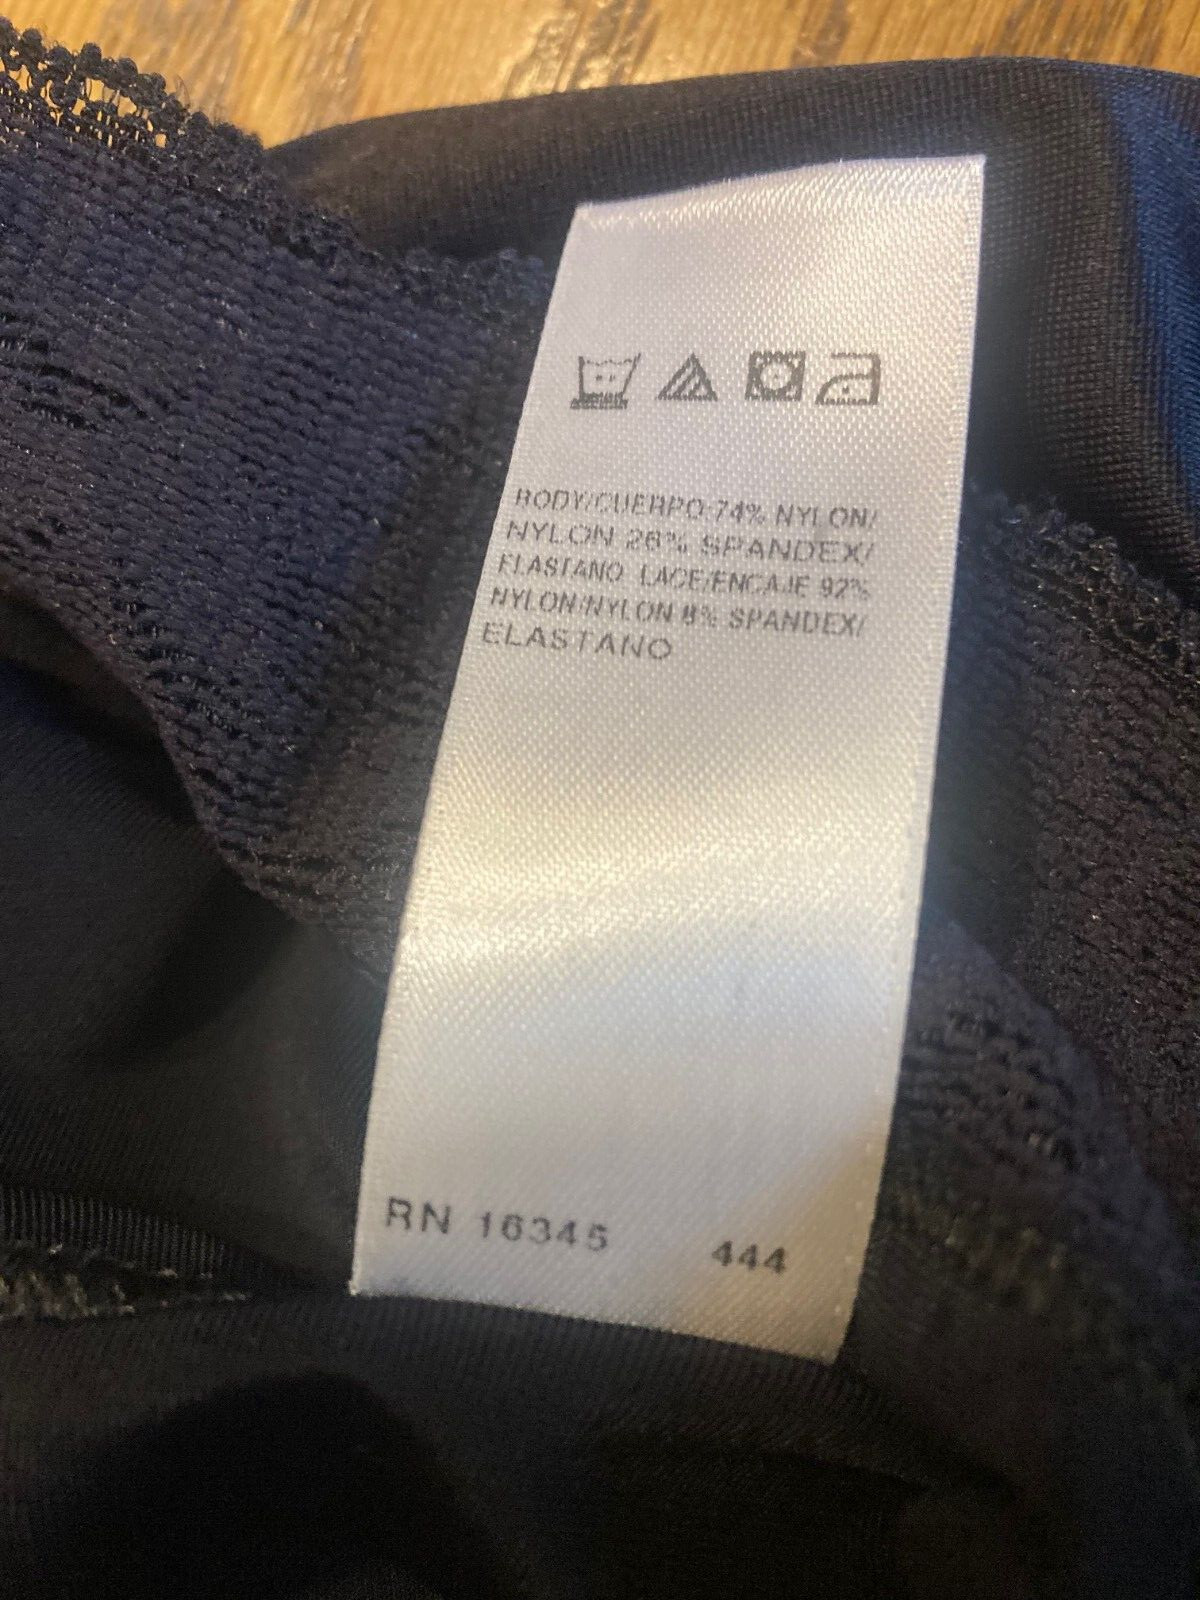 BODY/CUERPO 74% NYLON/
NYLON 26% SPANDEX/
ELASTANO LACE/ENCAJE 92%
NYLON/NYLON 8% SPANDEX/
ELASTANO
RN 16345 444